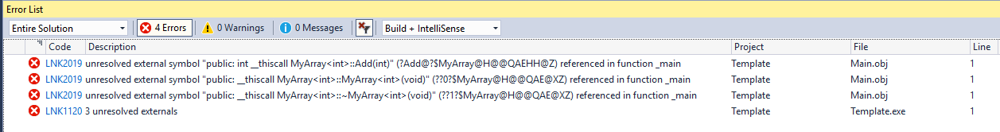 Error List
Entire Solution 4 Errors 0 Warnings 0 Messages Build + IntelliSense
Code Description Project File Line
LNK2019 unresolved external symbol "public: int __thiscall MyArray<int>::Add(int)" (?Add@?$MyArray@H@@QAEHH@Z) referenced in function _main Template Main.obj 1
LNK2019 unresolved external symbol "public: __thiscall MyArray<int>::MyArray<int>(void)" (??0?$MyArray@H@@QAE@XZ) referenced in function _main Template Main.obj 1
LNK2019 unresolved external symbol "public: __thiscall MyArray<int>::~MyArray<int>(void)" (??1?$MyArray@H@@QAE@XZ) referenced in function _main Template Main.obj 1
LNK1120 3 unresolved externals Template Template.exe 1